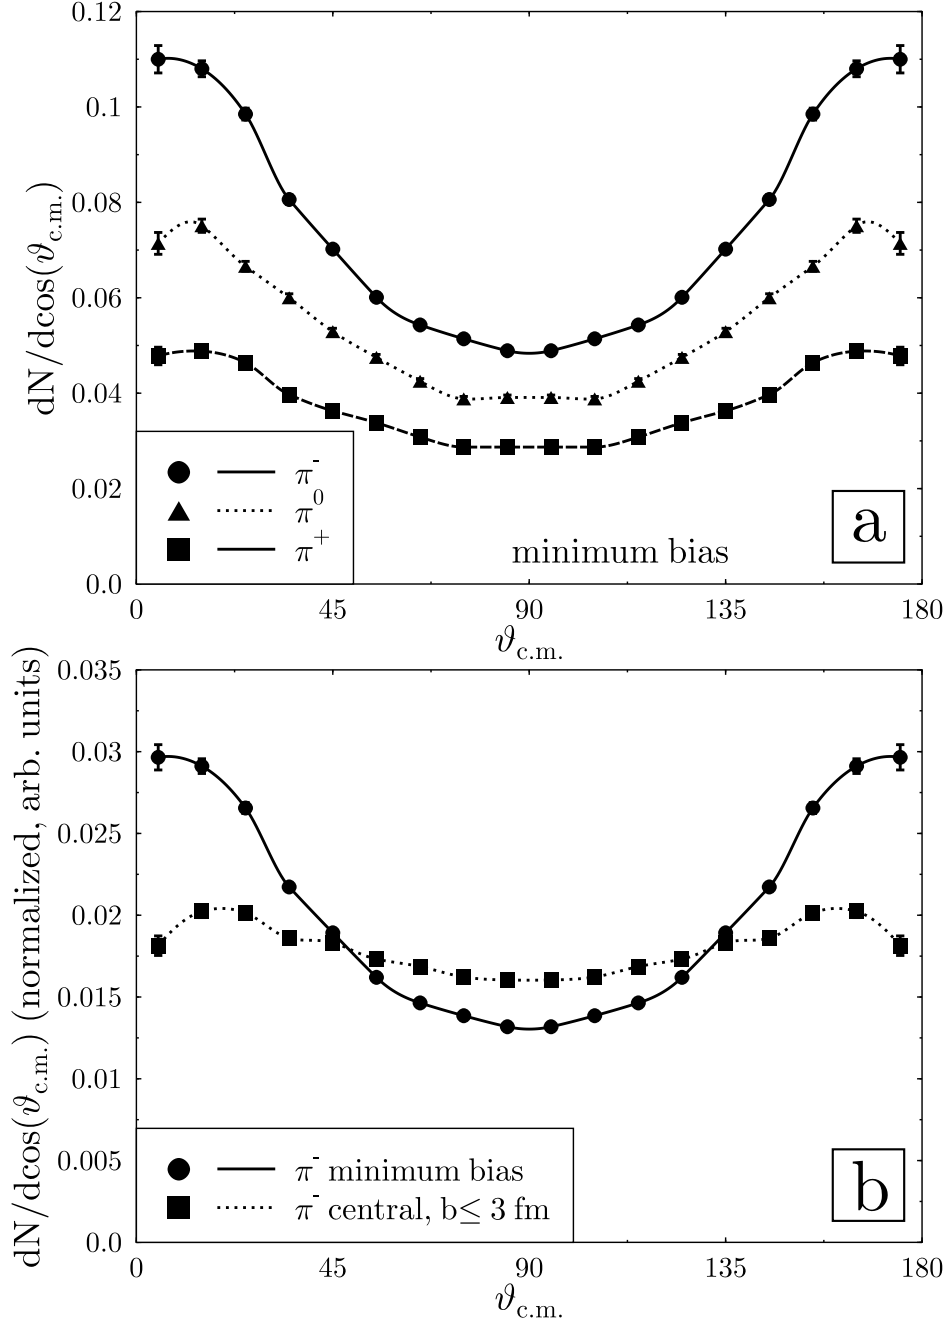 0.12
0.1
0.08
0.06
0.04
0.02
0.0
dN/dcos(ϑc.m.)
π-
π0
π+
minimum bias
a
0 45 90 135 180
ϑc.m.
0.035
0.03
0.025
0.02
0.015
0.01
0.005
0.0
dN/dcos(ϑc.m.) (normalized, arb. units)
π- minimum bias
π- central, b≤ 3 fm
b
0 45 90 135 180
ϑc.m.